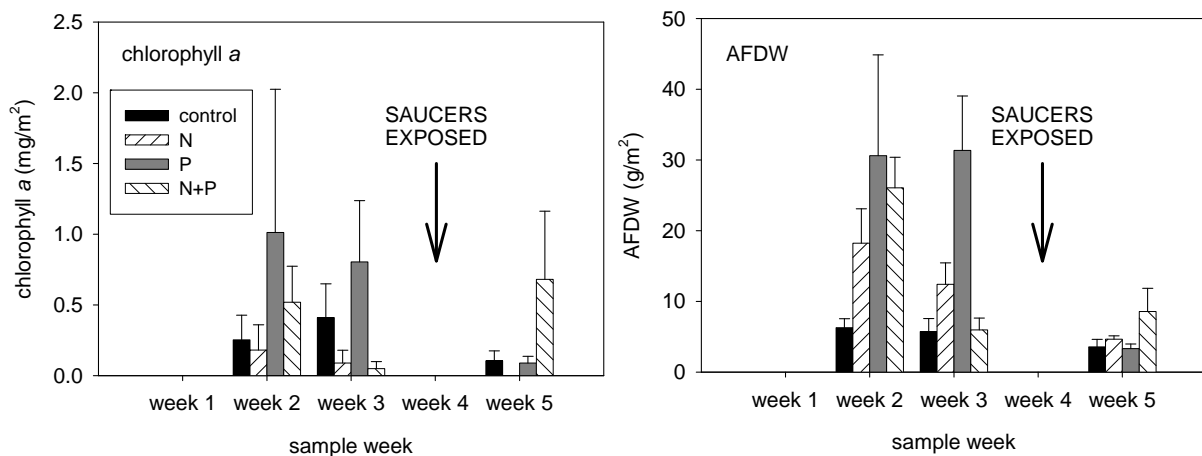 chlorophyll a
chlorophyll a (mg/m²)
2.5
2.0
1.5
1.0
0.5
0.0
control
N
P
N+P
SAUCERS
EXPOSED
week 1 week 2 week 3 week 4 week 5
sample week
AFDW
AFDW (g/m²)
50
40
30
20
10
0
SAUCERS
EXPOSED
week 1 week 2 week 3 week 4 week 5
sample week